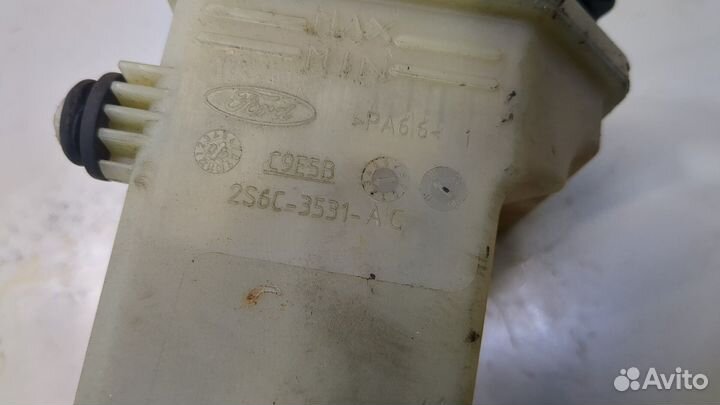 MAX
MIN
Ford
>PA66<
C9E5B
2S6C-3531-AC
Avito